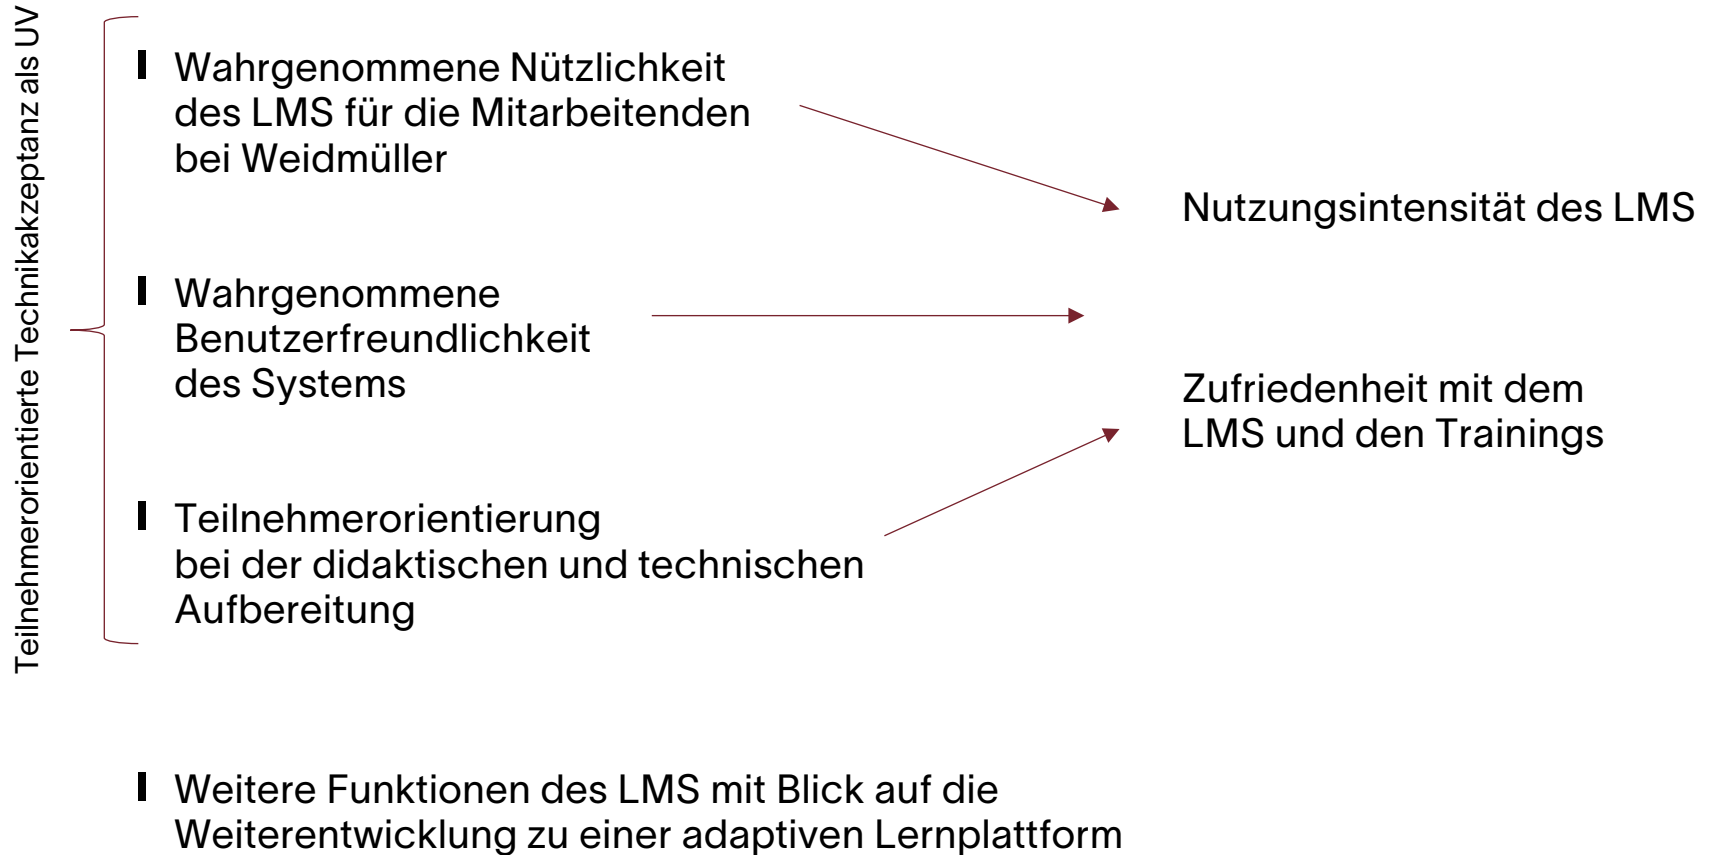 Teilnehmerorientierte Technikakzeptanz als UV
Wahrgenommene Nützlichkeit
des LMS für die Mitarbeitenden
bei Weidmüller
Wahrgenommene
Benutzerfreundlichkeit
des Systems
Teilnehmerorientierung
bei der didaktischen und technischen
Aufbereitung
Nutzungsintensität des LMS
Zufriedenheit mit dem
LMS und den Trainings
Weitere Funktionen des LMS mit Blick auf die
Weiterentwicklung zu einer adaptiven Lernplattform